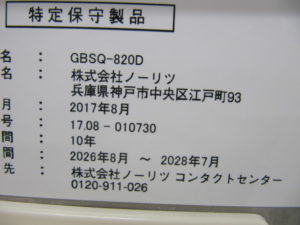 特定保守製品
名 : GBSQ-820D
名 : 株式会社ノーリツ
兵庫県神戸市中央区江戸町93
月 : 2017年8月
号 : 17.08-010730
間 : 10年
間 : 2026年8月 ～ 2028年7月
先 : 株式会社ノーリツ コンタクトセンター
0120-911-026